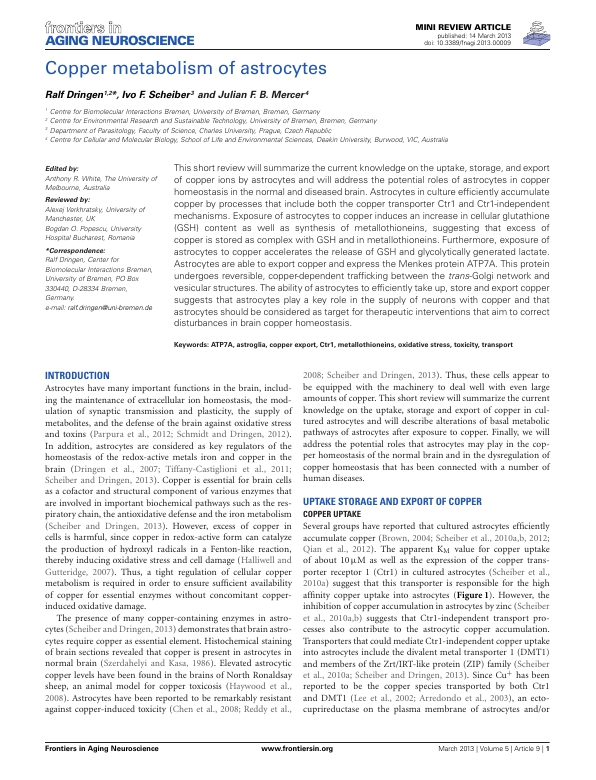 frontiers in
AGING NEUROSCIENCE
MINI REVIEW ARTICLE
published: 14 March 2013
doi: 10.3389/fnagi.2013.00009
Copper metabolism of astrocytes
Ralf Dringen1,2*, Ivo F. Scheiber3 and Julian F. B. Mercer4
1 Centre for Biomolecular Interactions Bremen, University of Bremen, Bremen, Germany
2 Centre for Environmental Research and Sustainable Technology, University of Bremen, Bremen, Germany
3 Department of Parasitology, Faculty of Science, Charles University, Prague, Czech Republic
4 Centre for Cellular and Molecular Biology, School of Life and Environmental Sciences, Deakin University, Burwood, VIC, Australia
Edited by:
Anthony R. White, The University of
Melbourne, Australia
Reviewed by:
Alexej Verkhratsky, University of
Manchester, UK
Bogdan O. Popescu, University
Hospital Bucharest, Romania
*Correspondence:
Ralf Dringen, Center for
Biomolecular Interactions Bremen,
University of Bremen, PO Box
330440, D-28334 Bremen,
Germany.
e-mail: ralf.dringen@uni-bremen.de
This short review will summarize the current knowledge on the uptake, storage, and export
of copper ions by astrocytes and will address the potential roles of astrocytes in copper
homeostasis in the normal and diseased brain. Astrocytes in culture efficiently accumulate
copper by processes that include both the copper transporter Ctr1 and Ctr1-independent
mechanisms. Exposure of astrocytes to copper induces an increase in cellular glutathione
(GSH) content as well as synthesis of metallothioneins, suggesting that excess of
copper is stored as complex with GSH and in metallothioneins. Furthermore, exposure of
astrocytes to copper accelerates the release of GSH and glycolytically generated lactate.
Astrocytes are able to export copper and express the Menkes protein ATP7A. This protein
undergoes reversible, copper-dependent trafficking between the trans-Golgi network and
vesicular structures. The ability of astrocytes to efficiently take up, store and export copper
suggests that astrocytes play a key role in the supply of neurons with copper and that
astrocytes should be considered as target for therapeutic interventions that aim to correct
disturbances in brain copper homeostasis.
Keywords: ATP7A, astroglia, copper export, Ctr1, metallothioneins, oxidative stress, toxicity, transport
INTRODUCTION
Astrocytes have many important functions in the brain, includ-
ing the maintenance of extracellular ion homeostasis, the mod-
ulation of synaptic transmission and plasticity, the supply of
metabolites, and the defense of the brain against oxidative stress
and toxins (Parpura et al., 2012; Schmidt and Dringen, 2012).
In addition, astrocytes are considered as key regulators of the
homeostasis of the redox-active metals iron and copper in the
brain (Dringen et al., 2007; Tiffany-Castiglioni et al., 2011;
Scheiber and Dringen, 2013). Copper is essential for brain cells
as a cofactor and structural component of various enzymes that
are involved in important biochemical pathways such as the res-
piratory chain, the antioxidative defense and the iron metabolism
(Scheiber and Dringen, 2013). However, excess of copper in
cells is harmful, since copper in redox-active form can catalyze
the production of hydroxyl radicals in a Fenton-like reaction,
thereby inducing oxidative stress and cell damage (Halliwell and
Gutteridge, 2007). Thus, a tight regulation of cellular copper
metabolism is required in order to ensure sufficient availability
of copper for essential enzymes without concomitant copper-
induced oxidative damage.
The presence of many copper-containing enzymes in astro-
cytes (Scheiber and Dringen, 2013) demonstrates that brain astro-
cytes require copper as essential element. Histochemical staining
of brain sections revealed that copper is present in astrocytes in
normal brain (Szerdahelyi and Kasa, 1986). Elevated astrocytic
copper levels have been found in the brains of North Ronaldsay
sheep, an animal model for copper toxicosis (Haywood et al.,
2008). Astrocytes have been reported to be remarkably resistant
against copper-induced toxicity (Chen et al., 2008; Reddy et al.,
2008; Scheiber and Dringen, 2013). Thus, these cells appear to
be equipped with the machinery to deal well with even large
amounts of copper. This short review will summarize the current
knowledge on the uptake, storage and export of copper in cul-
tured astrocytes and will describe alterations of basal metabolic
pathways of astrocytes after exposure to copper. Finally, we will
address the potential roles that astrocytes may play in the cop-
per homeostasis of the normal brain and in the dysregulation of
copper homeostasis that has been connected with a number of
human diseases.
UPTAKE STORAGE AND EXPORT OF COPPER
COPPER UPTAKE
Several groups have reported that cultured astrocytes efficiently
accumulate copper (Brown, 2004; Scheiber et al., 2010a,b, 2012;
Qian et al., 2012). The apparent KM value for copper uptake
of about 10 μM as well as the expression of the copper trans-
porter receptor 1 (Ctr1) in cultured astrocytes (Scheiber et al.,
2010a) suggest that this transporter is responsible for the high
affinity copper uptake into astrocytes (Figure 1). However, the
inhibition of copper accumulation in astrocytes by zinc (Scheiber
et al., 2010a,b) suggests that Ctr1-independent transport pro-
cesses also contribute to the astrocytic copper accumulation.
Transporters that could mediate Ctr1-independent copper uptake
into astrocytes include the divalent metal transporter 1 (DMT1)
and members of the Zrt/IRT-like protein (ZIP) family (Scheiber
et al., 2010a; Scheiber and Dringen, 2013). Since Cu+ has been
reported to be the copper species transported by both Ctr1
and DMT1 (Lee et al., 2002; Arredondo et al., 2003), an ecto-
cuprireductase on the plasma membrane of astrocytes and/or
Frontiers in Aging Neuroscience
www.frontiersin.org
March 2013 | Volume 5 | Article 9 | 1